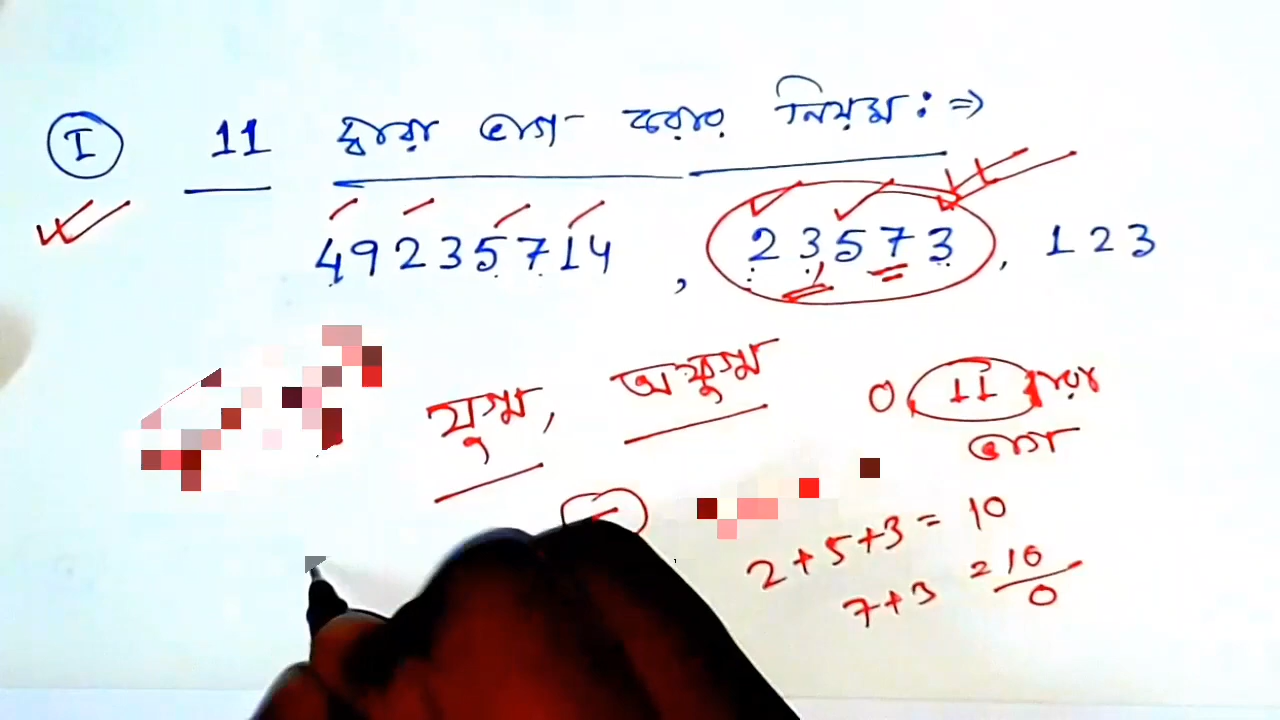 I 11 দ্বারা ভাগ করার নিয়ম : ⇒
49235714 , 23573 , 123
যুগ্ম, অযুগ্ম
0 11
ভাগ
2+5+3 = 10
7+3 = 10
0